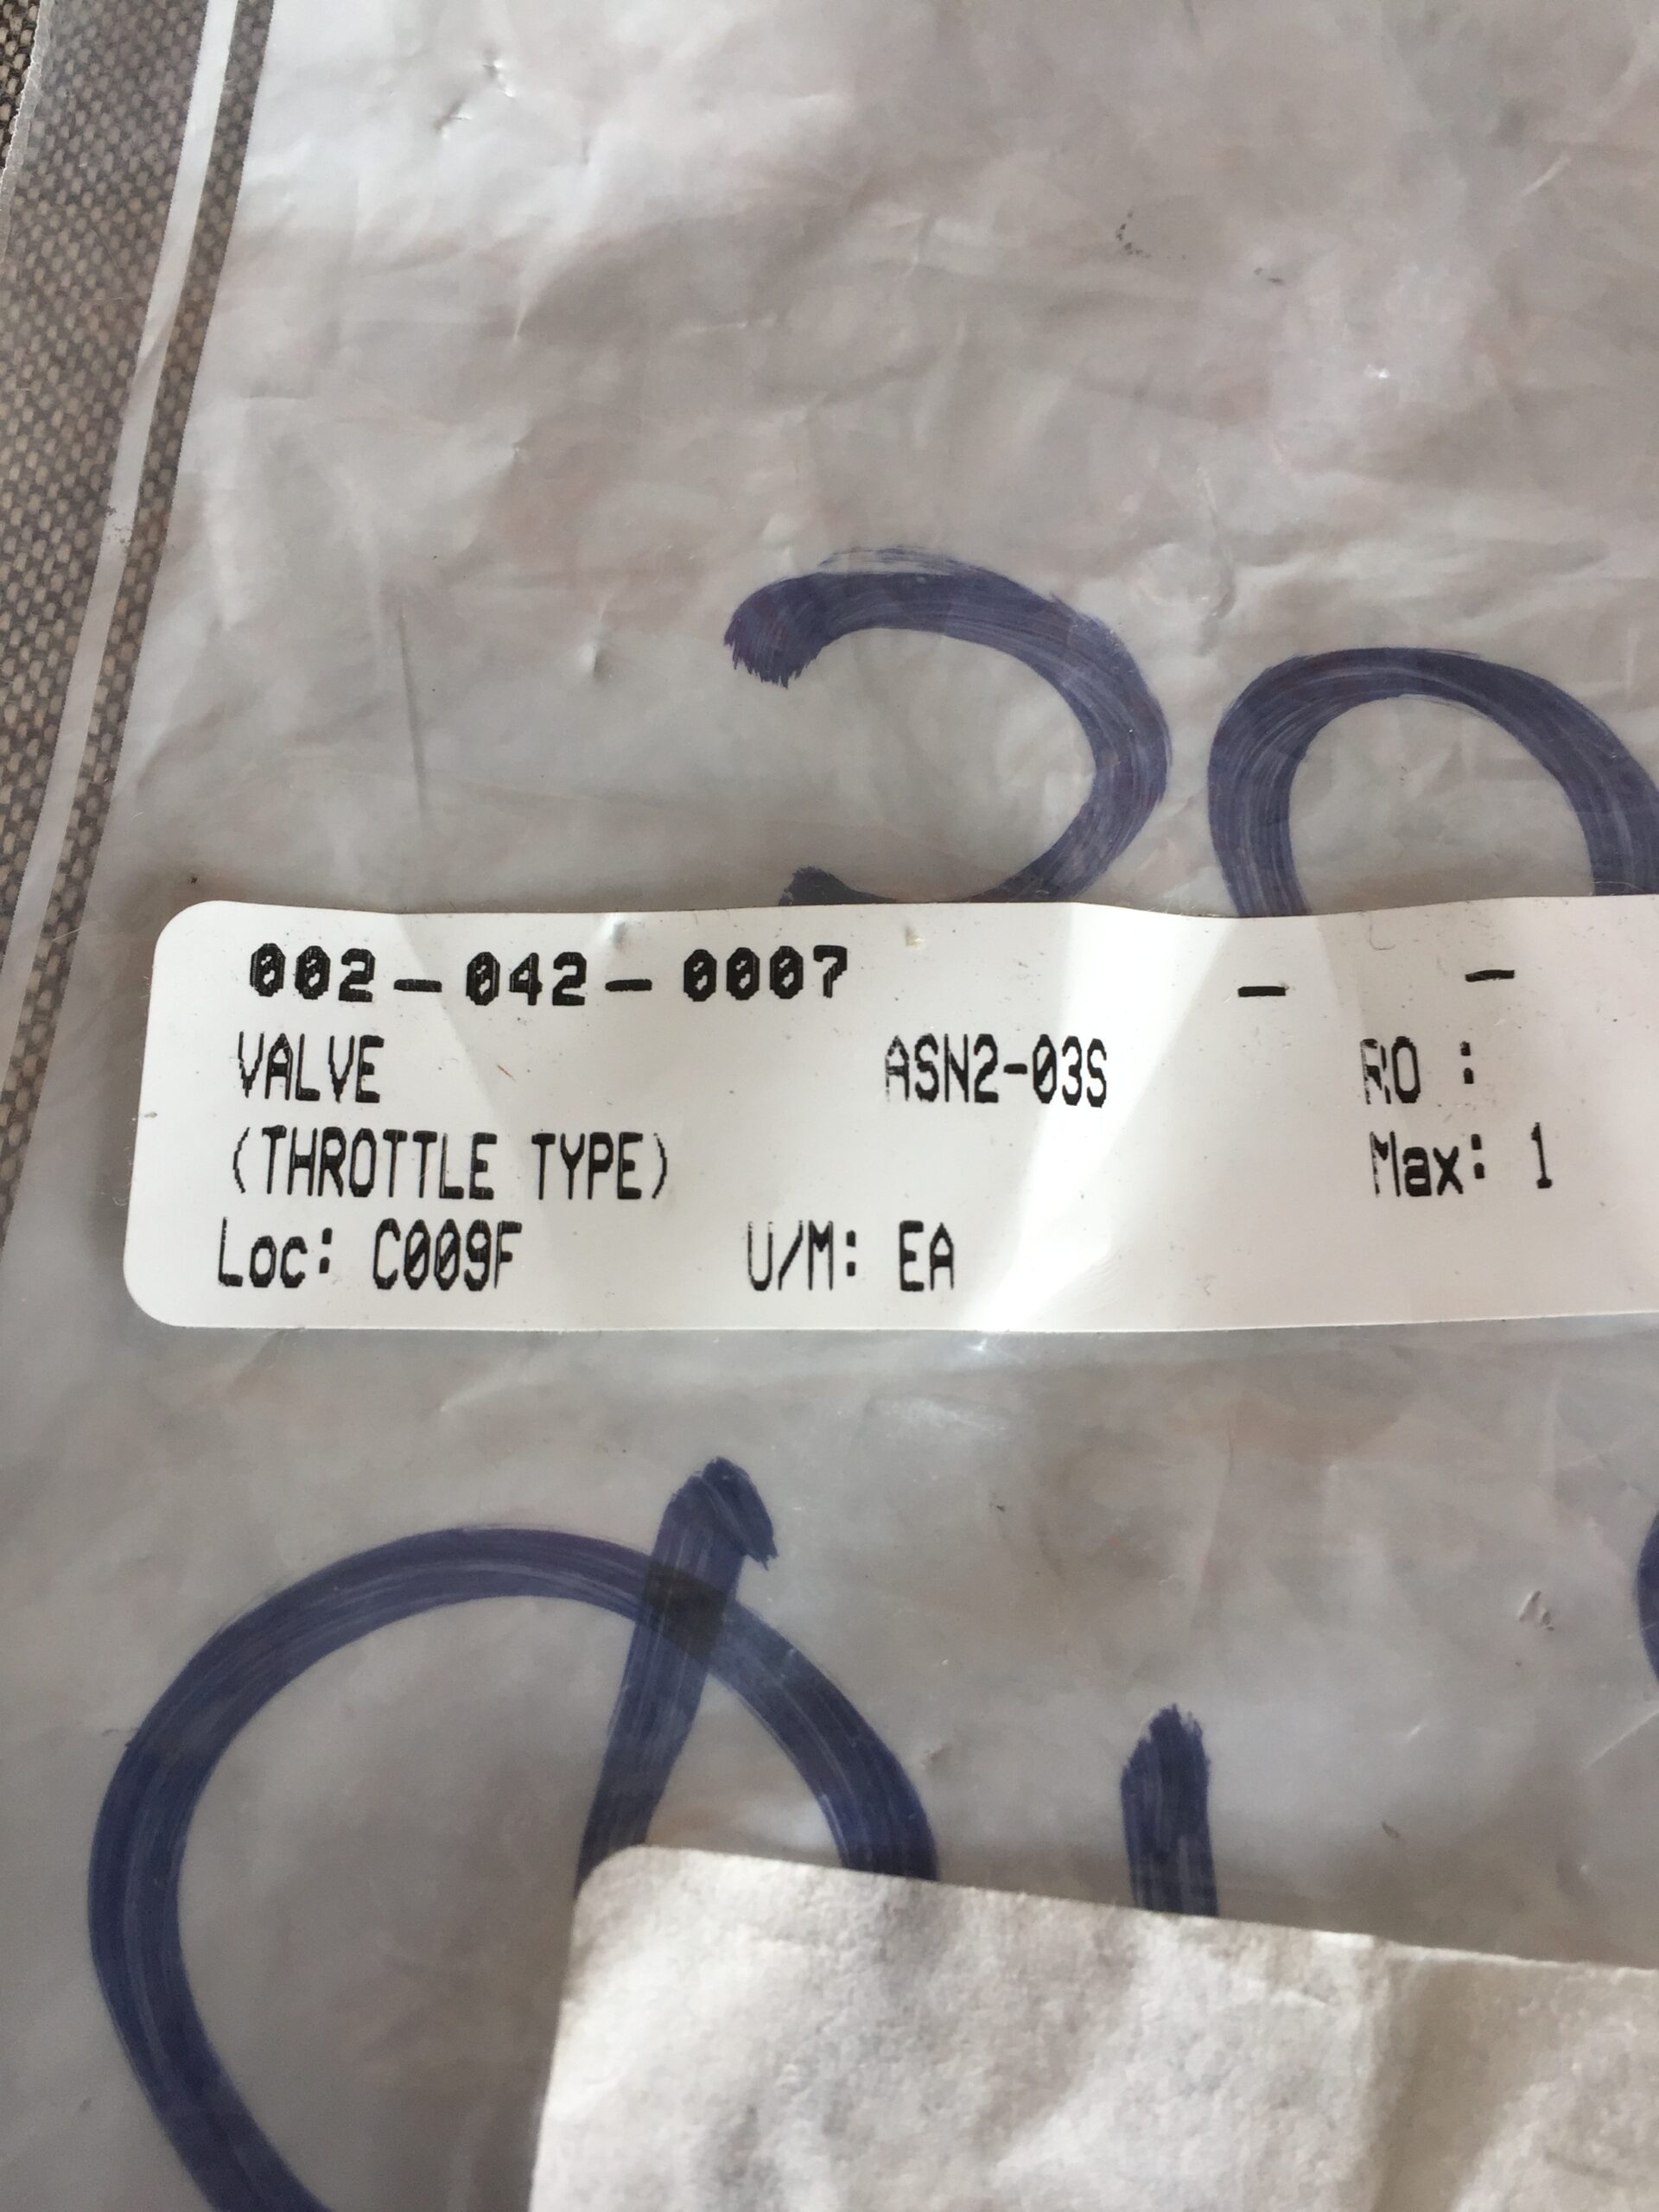 002-042-0007 - -
VALVE ASN2-03S RO :
(THROTTLE TYPE) Max: 1
Loc: C009F U/M: EA